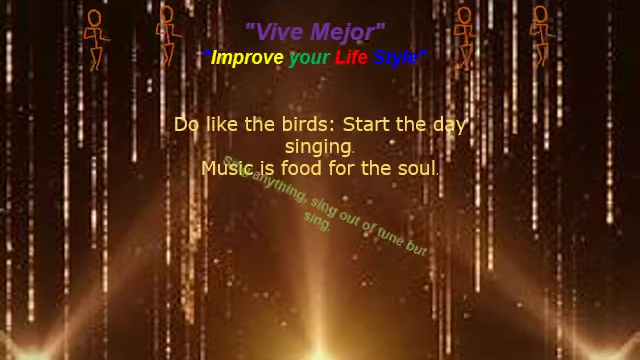 "Vive Mejor"
"Improve your Life Style"
Do like the birds: Start the day
singing.
Music is food for the soul.
Sing anything, sing out of tune but
sing.